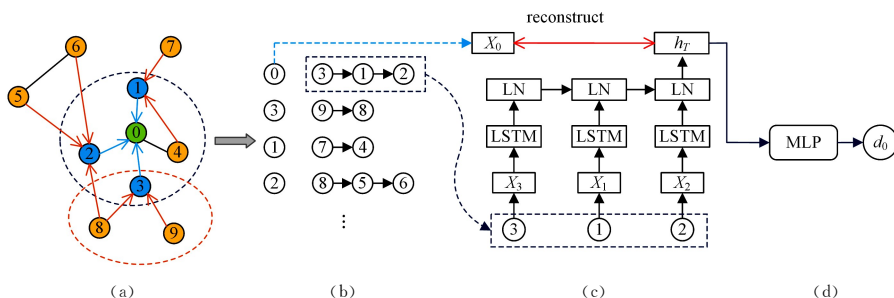 6
7
5
1
0
2
4
3
8
9
0
3 1 2
3
9 8
1
7 4
2
8 5 6
⋮
reconstruct
X₀
h_T
LN LN LN
LSTM LSTM LSTM
X₃ X₁ X₂
3 1 2
MLP
d₀
(a) (b) (c) (d)